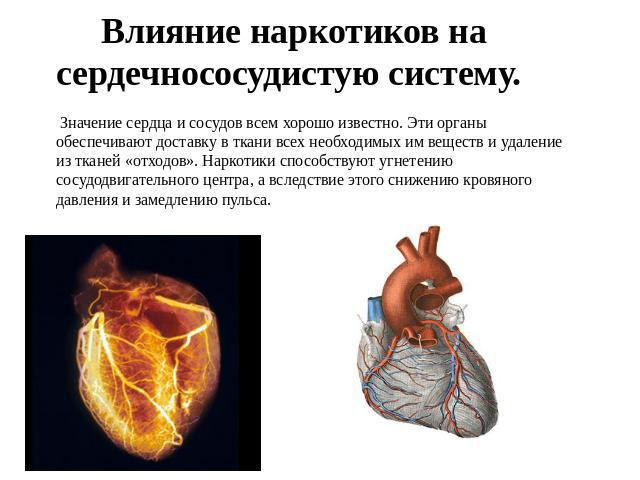 Влияние наркотиков на
сердечнососудистую систему.
Значение сердца и сосудов всем хорошо известно. Эти органы
обеспечивают доставку в ткани всех необходимых им веществ и удаление
из тканей «отходов». Наркотики способствуют угнетению
сосудодвигательного центра, а вследствие этого снижению кровяного
давления и замедлению пульса.